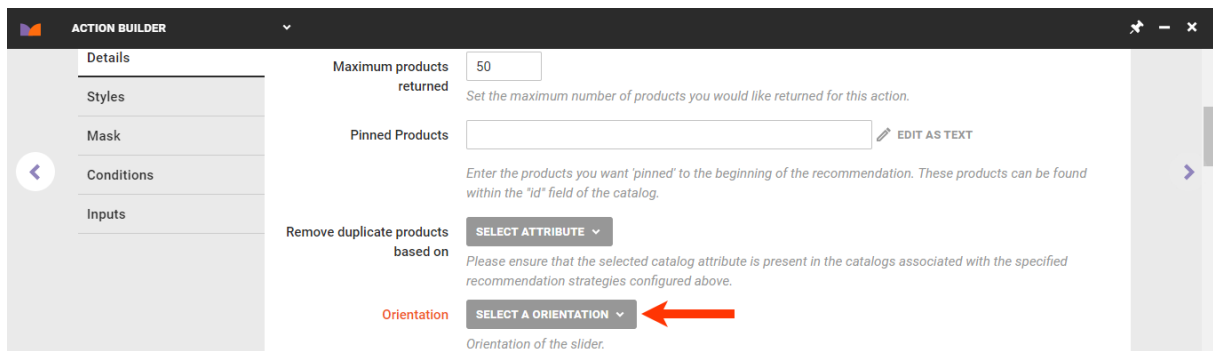 ACTION BUILDER
Details
Styles
Mask
Conditions
Inputs
Maximum products
returned
50
Set the maximum number of products you would like returned for this action.
Pinned Products
EDIT AS TEXT
Enter the products you want 'pinned' to the beginning of the recommendation. These products can be found
within the "id" field of the catalog.
Remove duplicate products
based on
SELECT ATTRIBUTE
Please ensure that the selected catalog attribute is present in the catalogs associated with the specified
recommendation strategies configured above.
Orientation
SELECT A ORIENTATION
Orientation of the slider.